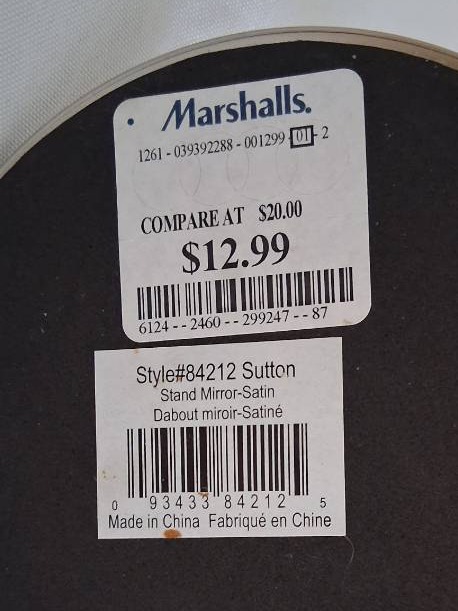 Marshalls.
1261 - 039392288 - 001299 - 01 - 2
COMPARE AT $20.00
$12.99
6124 - - 2460 - - 299247 - - 87
Style#84212 Sutton
Stand Mirror-Satin
Dabout miroir-Satiné
0 93433 84212 5
Made in China Fabriqué en Chine